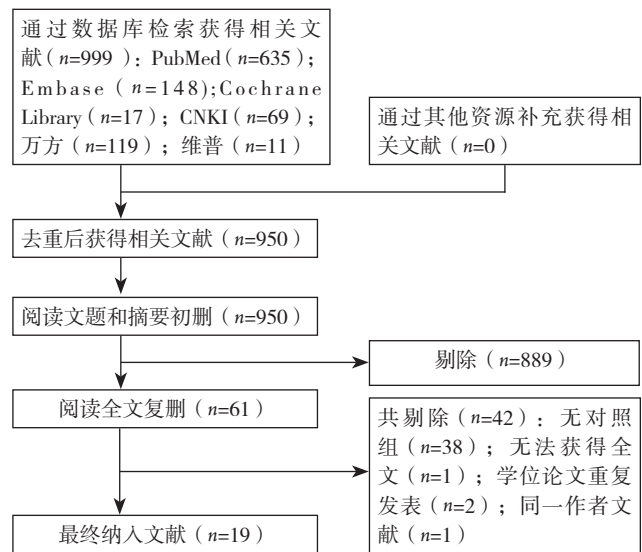 通过数据库检索获得相关文
献（n=999）：PubMed（n=635）；
Embase（n=148);Cochrane
Library（n=17）；CNKI（n=69）；
万方（n=119）；维普（n=11）
通过其他资源补充获得相
关文献（n=0）
去重后获得相关文献（n=950）
阅读文题和摘要初删（n=950）
剔除（n=889）
阅读全文复删（n=61）
共剔除（n=42）：无对照
组（n=38）；无法获得全
文（n=1）；学位论文重复
发表（n=2）；同一作者文
献（n=1）
最终纳入文献（n=19）